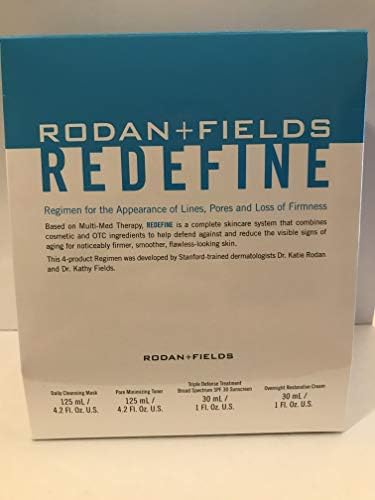 RODAN+FIELDS
REDEFINE
Regimen for the Appearance of Lines, Pores and Loss of Firmness
Based on Multi-Med Therapy, REDEFINE is a complete skincare system that combines
cosmetic and OTC ingredients to help defend against and reduce the visible signs of
aging for noticeably firmer, smoother, flawless-looking skin.
This 4-product Regimen was developed by Stanford-trained dermatologists Dr. Katie Rodan
and Dr. Kathy Fields.
RODAN+FIELDS
Daily Cleansing Mask
125 mL /
4.2 Fl. Oz. U.S.
Pore Minimizing Toner
125 mL /
4.2 Fl. Oz. U.S.
Triple Defense Treatment
Broad Spectrum SPF 30 Sunscreen
30 mL /
1 Fl. Oz. U.S.
Overnight Restorative Cream
30 mL /
1 Fl. Oz. U.S.